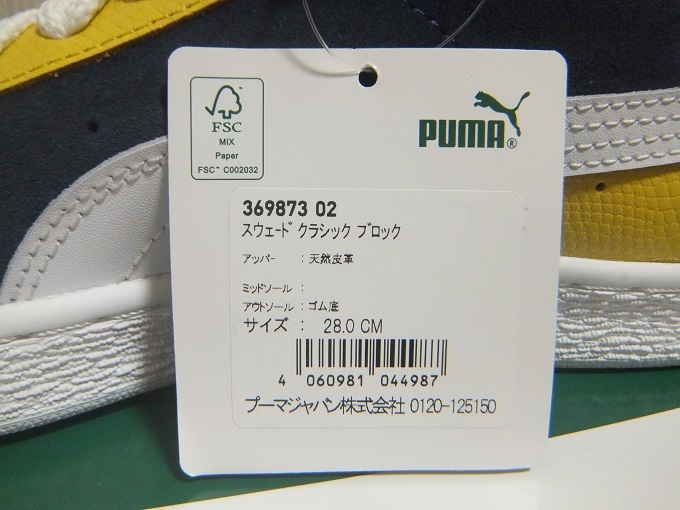 FSC
MIX
Paper
FSC™ C002032
PUMA®
369873 02
スウェード クラシック ブロック
アッパー : 天然皮革
ミッドソール :
アウトソール : ゴム底
サイズ : 28.0 CM
4 060981 044987
プーマジャパン株式会社 0120-125150